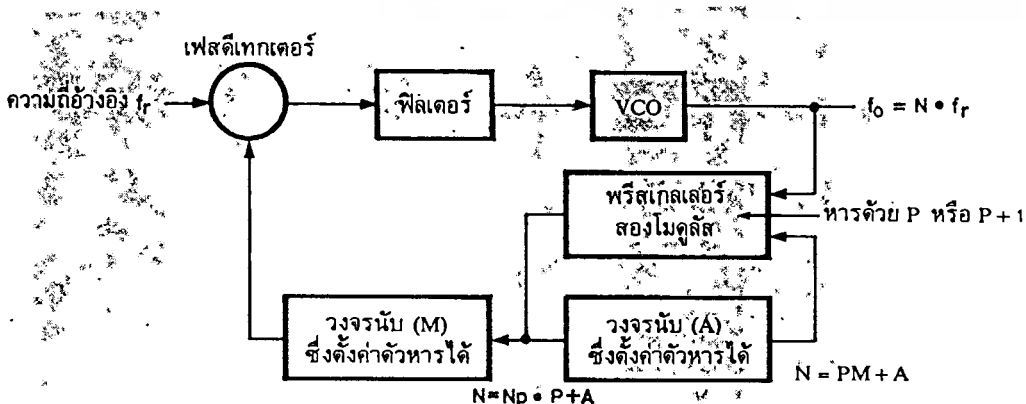 เฟสดีเทกเตอร์
ความถี่อ้างอิง fr
ฟิลเตอร์
VCO
fo = N • fr
พรีสเกลเลอร์
สองโมดูลัส
หารด้วย P หรือ P + 1
วงจรนับ (M)
ซึ่งตั้งค่าตัวหารได้
วงจรนับ (A)
ซึ่งตั้งค่าตัวหารได้
N = PM + A
N = Np • P+A